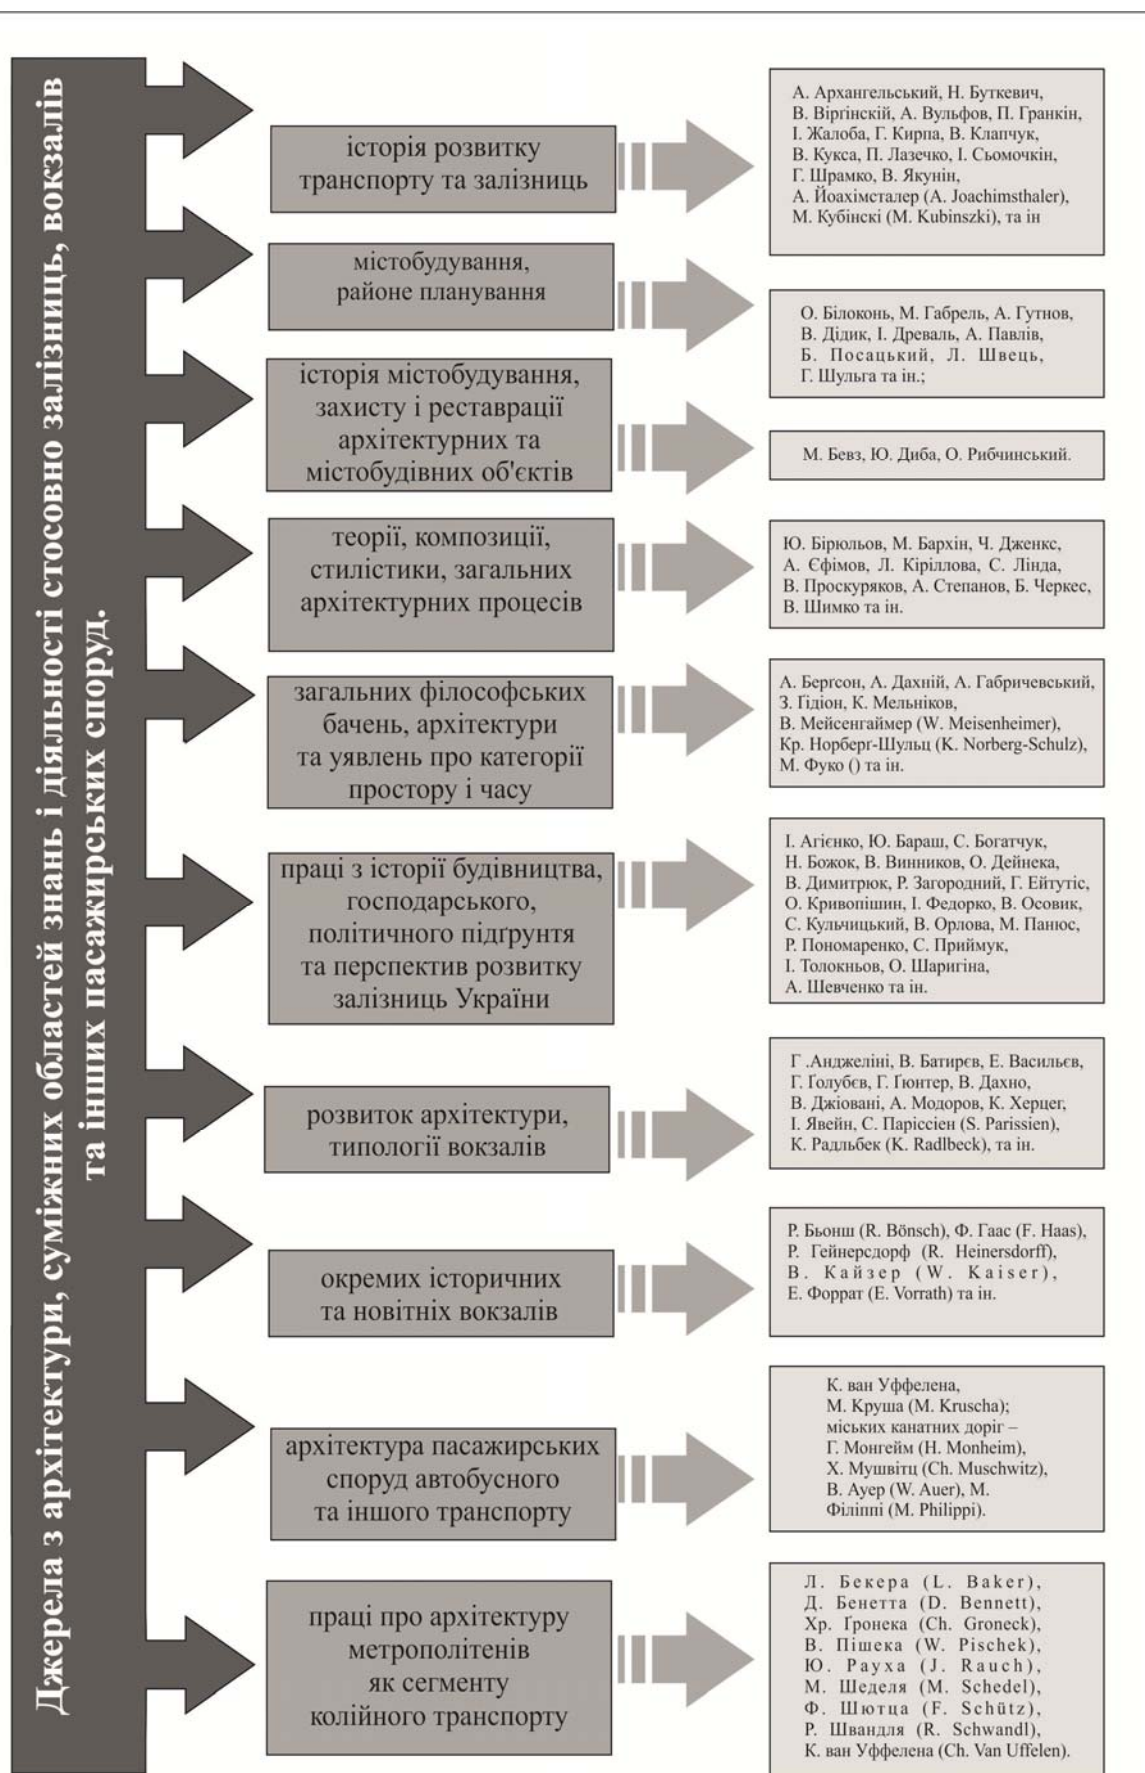 Джерела з архітектури, суміжних областей знань і діяльності стосовно залізниць, вокзалів
та інших пасажирських споруд.
історія розвитку
транспорту та залізниць
А. Архангельський, Н. Буткевич,
В. Віргінскій, А. Вульфов, П. Гранкін,
І. Жалоба, Г. Кирпа, В. Клапчук,
В. Кукса, П. Лазечко, І. Сьомочкін,
Г. Шрамко, В. Якунін,
А. Йоахімсталер (A. Joachimsthaler),
М. Кубінскі (M. Kubinszki), та ін
містобудування,
районе планування
О. Білоконь, М. Габрель, А. Гутнов,
В. Дідик, І. Древаль, А. Павлів,
Б. Посацький, Л. Швець,
Г. Шульга та ін.;
історія містобудування,
захисту і реставрації
архітектурних та
містобудівних об'єктів
М. Бевз, Ю. Диба, О. Рибчинський.
теорії, композиції,
стилістики, загальних
архітектурних процесів
Ю. Бірюльов, М. Бархін, Ч. Дженкс,
А. Єфімов, Л. Кіріллова, С. Лінда,
В. Проскуряков, А. Степанов, Б. Черкес,
В. Шимко та ін.
загальних філософських
бачень, архітектури
та уявлень про категорії
простору і часу
А. Берґсон, А. Дахній, А. Габричевський,
З. Ґідіон, К. Мельніков,
В. Мейсенгаймер (W. Meisenheimer),
Кр. Норберґ-Шульц (K. Norberg-Schulz),
М. Фуко () та ін.
праці з історії будівництва,
господарського,
політичного підґрунтя
та перспектив розвитку
залізниць України
І. Агієнко, Ю. Бараш, С. Богатчук,
Н. Божок, В. Винников, О. Дейнека,
В. Димитрюк, Р. Загородний, Г. Ейтутіс,
О. Кривопішин, І. Федорко, В. Осовик,
С. Кульчицький, В. Орлова, М. Панюс,
Р. Пономаренко, С. Приймук,
І. Толокньов, О. Шаригіна,
А. Шевченко та ін.
розвиток архітектури,
типології вокзалів
Г .Анджеліні, В. Батирєв, Е. Васильєв,
Г. Ґолубєв, Г. Ґюнтер, В. Дахно,
В. Джіовані, А. Модоров, К. Херцег,
І. Явейн, С. Паріссіен (S. Parissien),
К. Радльбек (K. Radlbeck), та ін.
окремих історичних
та новітніх вокзалів
Р. Бьонш (R. Bönsch), Ф. Гаас (F. Haas),
Р. Гейнерсдорф (R. Heinersdorff),
В. Кайзер (W. Kaiser),
Е. Форрат (E. Vorrath) та ін.
архітектура пасажирських
споруд автобусного
та іншого транспорту
К. ван Уффелена,
М. Круша (M. Kruscha);
міських канатних доріг –
Г. Монгейм (H. Monheim),
Х. Мушвітц (Ch. Muschwitz),
В. Ауер (W. Auer), М.
Філіппі (M. Philippi).
праці про архітектуру
метрополітенів
як сегменту
колійного транспорту
Л. Бекера (L. Baker),
Д. Бенетта (D. Bennett),
Хр. Ґронека (Ch. Groneck),
В. Пішека (W. Pischek),
Ю. Рауха (J. Rauch),
М. Шеделя (M. Schedel),
Ф. Шютца (F. Schütz),
Р. Швандля (R. Schwandl),
К. ван Уффелена (Ch. Van Uffelen).